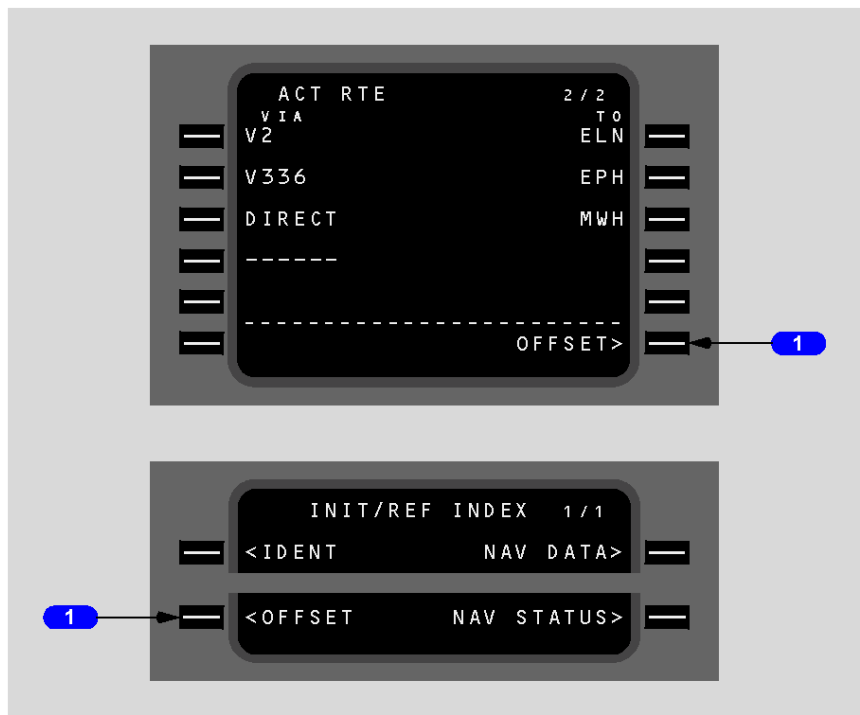 ACT RTE 2/2
VIA TO
V2 ELN
V336 EPH
DIRECT MWH
------
------------------------
OFFSET>
1
INIT/REF INDEX 1/1
<IDENT NAV DATA>
1
<OFFSET NAV STATUS>